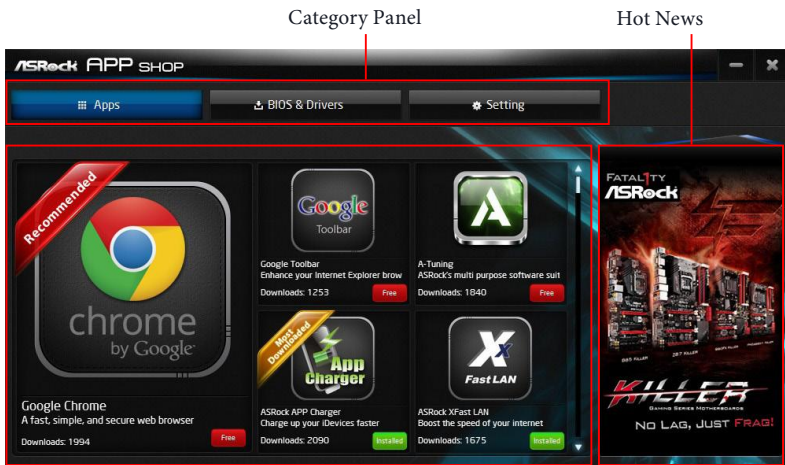 Category Panel
Hot News
ASRock APP SHOP
Apps
BIOS & Drivers
Setting
Recommended
chrome
by Google
Google Chrome
A fast, simple, and secure web browser
Downloads: 1994
Free
Google
Toolbar
Google Toolbar
Enhance your Internet Explorer brow
Downloads: 1253
Free
A
A-Tuning
ASRock's multi purpose software suit
Downloads: 1840
Free
Most
Downloaded
App
Charger
ASRock APP Charger
Charge up your iDevices faster
Downloads: 2090
Installed
X
Fast LAN
ASRock XFast LAN
Boost the speed of your internet
Downloads: 1675
Installed
FATAL1TY
ASRock
B85 KILLER
Z87 KILLER
KILLER
GAMING SERIES MOTHERBOARDS
NO LAG, JUST FRAG!